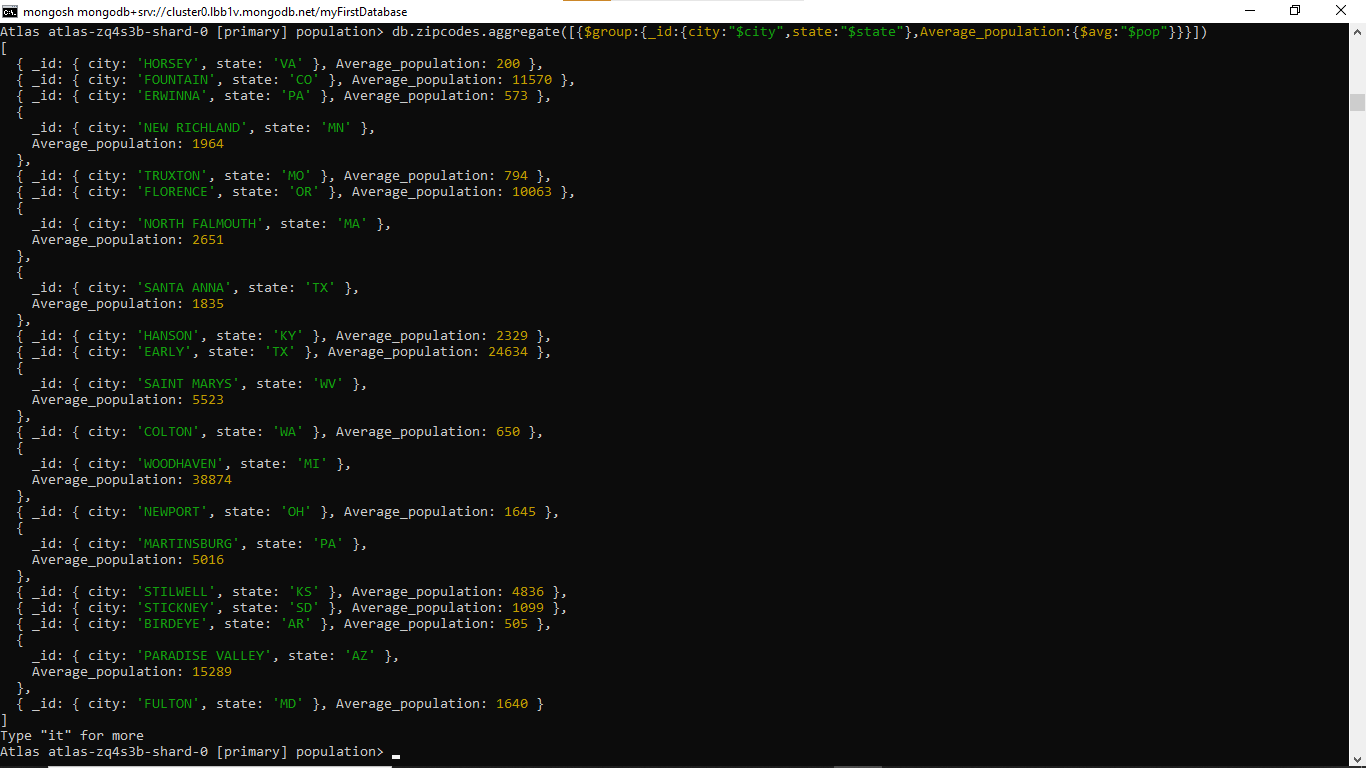 mongosh mongodb+srv://cluster0.lbb1v.mongodb.net/myFirstDatabase
Atlas atlas-zq4s3b-shard-0 [primary] population> db.zipcodes.aggregate([{$group:{_id:{city:"$city",state:"$state"},Average_population:{$avg:"$pop"}}}])
[
  { _id: { city: 'HORSEY', state: 'VA' }, Average_population: 200 },
  { _id: { city: 'FOUNTAIN', state: 'CO' }, Average_population: 11570 },
  { _id: { city: 'ERWINNA', state: 'PA' }, Average_population: 573 },
  {
    _id: { city: 'NEW RICHLAND', state: 'MN' },
    Average_population: 1964
  },
  { _id: { city: 'TRUXTON', state: 'MO' }, Average_population: 794 },
  { _id: { city: 'FLORENCE', state: 'OR' }, Average_population: 10063 },
  {
    _id: { city: 'NORTH FALMOUTH', state: 'MA' },
    Average_population: 2651
  },
  {
    _id: { city: 'SANTA ANNA', state: 'TX' },
    Average_population: 1835
  },
  { _id: { city: 'HANSON', state: 'KY' }, Average_population: 2329 },
  { _id: { city: 'EARLY', state: 'TX' }, Average_population: 24634 },
  {
    _id: { city: 'SAINT MARYS', state: 'WV' },
    Average_population: 5523
  },
  { _id: { city: 'COLTON', state: 'WA' }, Average_population: 650 },
  {
    _id: { city: 'WOODHAVEN', state: 'MI' },
    Average_population: 38874
  },
  { _id: { city: 'NEWPORT', state: 'OH' }, Average_population: 1645 },
  {
    _id: { city: 'MARTINSBURG', state: 'PA' },
    Average_population: 5016
  },
  { _id: { city: 'STILWELL', state: 'KS' }, Average_population: 4836 },
  { _id: { city: 'STICKNEY', state: 'SD' }, Average_population: 1099 },
  { _id: { city: 'BIRDEYE', state: 'AR' }, Average_population: 505 },
  {
    _id: { city: 'PARADISE VALLEY', state: 'AZ' },
    Average_population: 15289
  },
  { _id: { city: 'FULTON', state: 'MD' }, Average_population: 1640 }
]
Type "it" for more
Atlas atlas-zq4s3b-shard-0 [primary] population>